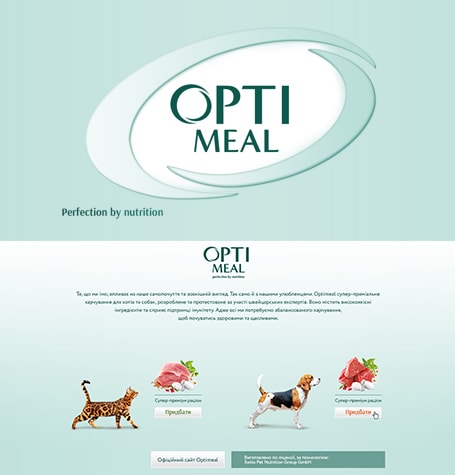 OPTI
MEAL
Perfection by nutrition
OPTI
MEAL
perfection by nutrition
Те, що ми їмо, впливає на наше самопочуття та зовнішній вигляд. Так само й з нашими улюбленцями. Optimeal супер-преміальне
харчування для котів та собак, розроблене та протестоване за участі швейцарських експертів. Воно містить високоякісні
інгредієнти та сприяє підтримці імунітету. Адже всі ми потребуємо збалансованого харчування,
щоб почуватись здоровими та щасливими.
Супер-преміум раціон
Придбати
Супер-преміум раціон
Придбати
Офіційний сайт Optimeal
Виготовлено по ліцензії, за технологією:
Swiss Pet Nutrition Group GmbH